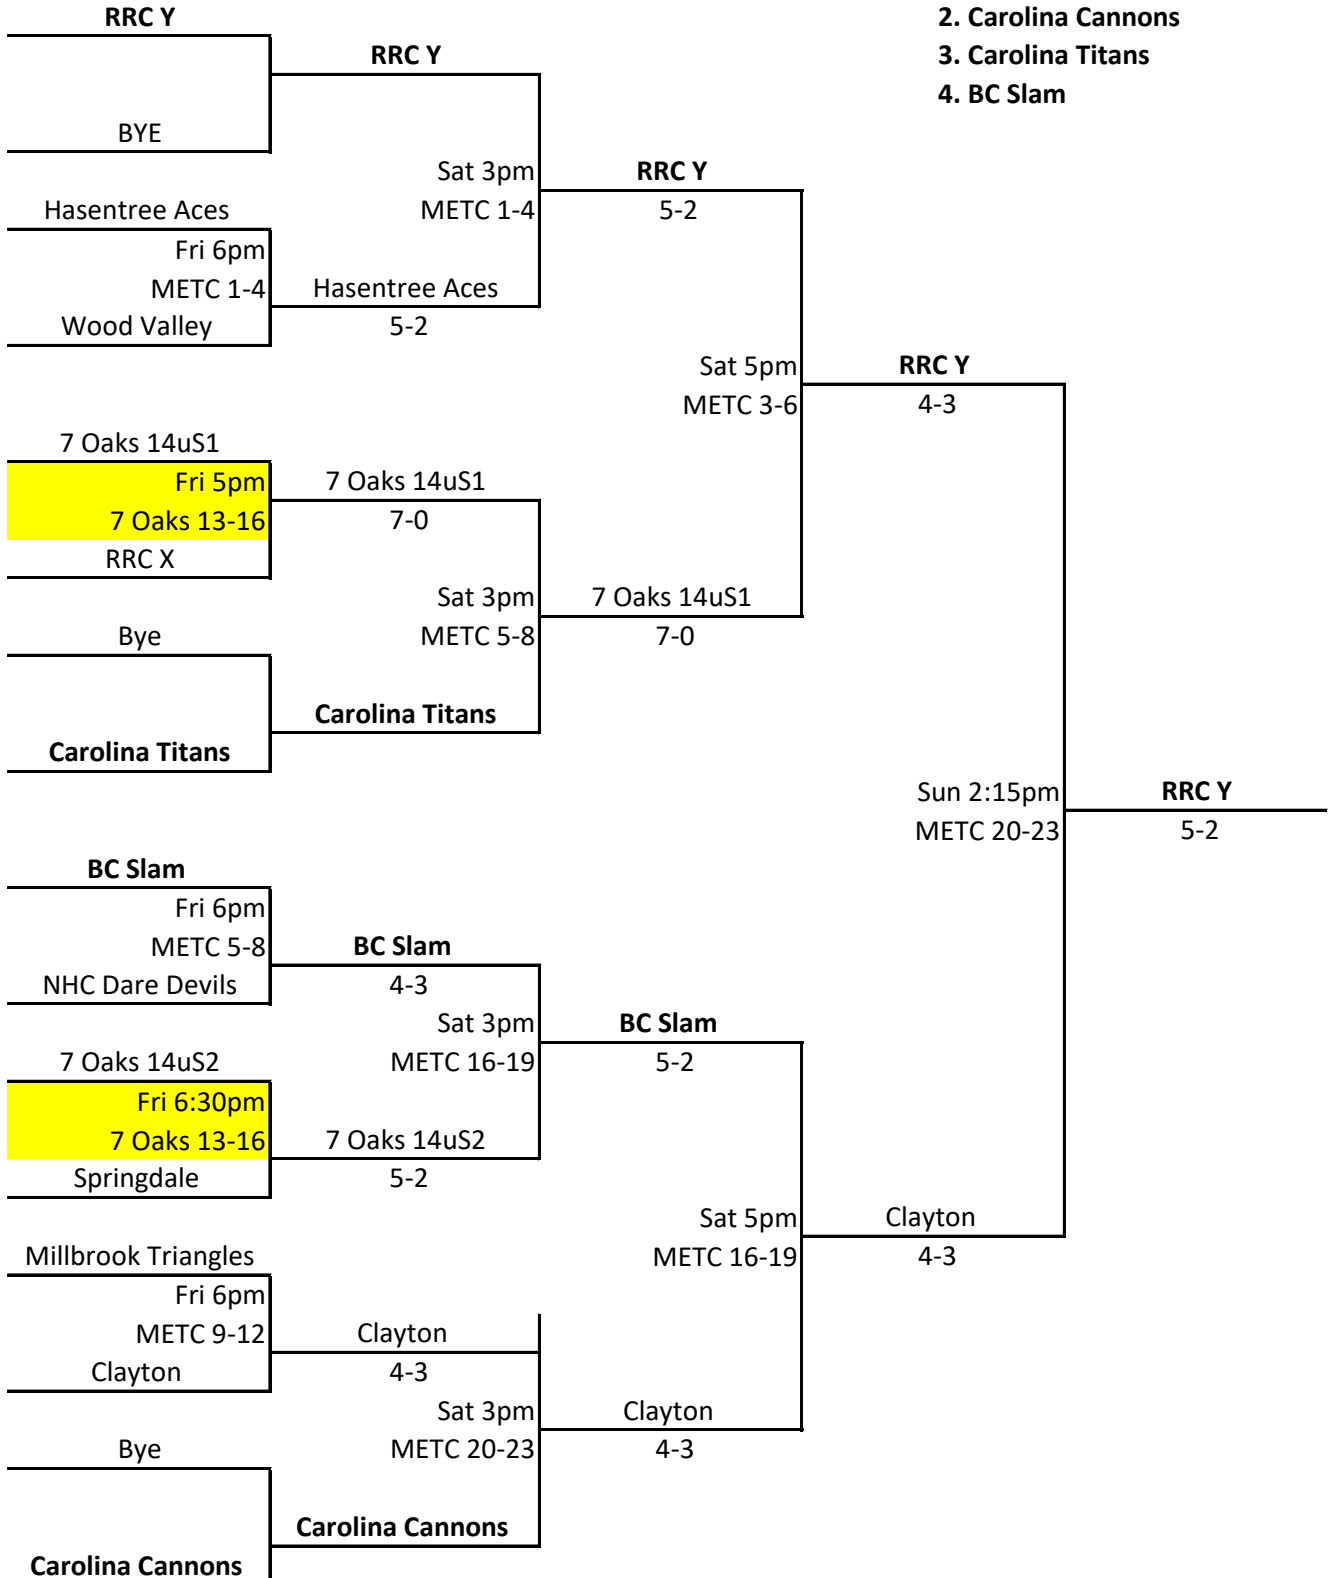 RRC Y
2. Carolina Cannons
RRC Y
3. Carolina Titans
4. BC Slam
BYE
Sat 3pm
RRC Y
Hasentree Aces
METC 1-4
5-2
Fri 6pm
METC 1-4
Hasentree Aces
Wood Valley
5-2
Sat 5pm
RRC Y
METC 3-6
4-3
7 Oaks 14uS1
Fri 5pm
7 Oaks 14uS1
7 Oaks 13-16
7-0
RRC X
Sat 3pm
7 Oaks 14uS1
Bye
METC 5-8
7-0
Carolina Titans
Carolina Titans
Sun 2:15pm
RRC Y
METC 20-23
5-2
BC Slam
Fri 6pm
METC 5-8
BC Slam
NHC Dare Devils
4-3
Sat 3pm
BC Slam
7 Oaks 14uS2
METC 16-19
5-2
Fri 6:30pm
7 Oaks 13-16
7 Oaks 14uS2
Springdale
5-2
Sat 5pm
Clayton
Millbrook Triangles
METC 16-19
4-3
Fri 6pm
METC 9-12
Clayton
Clayton
4-3
Sat 3pm
Clayton
Bye
METC 20-23
4-3
Carolina Cannons
Carolina Cannons